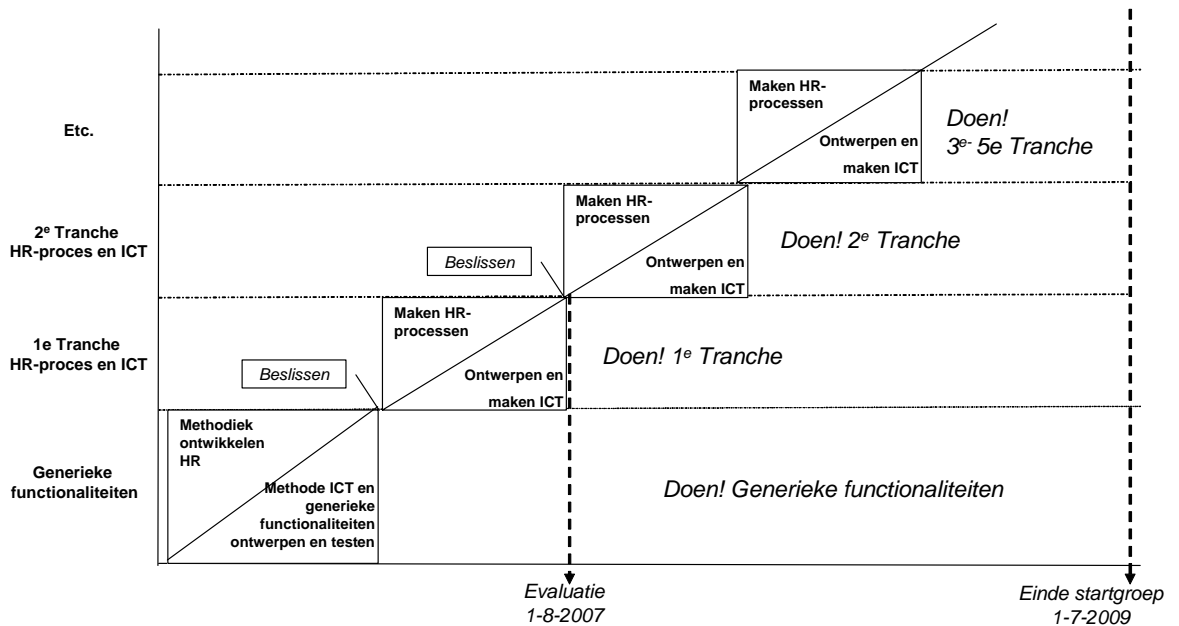 Etc.
Maken HR-
processen
Ontwerpen en
maken ICT
Doen!
3e- 5e Tranche
2e Tranche
HR-proces en ICT
Beslissen
Maken HR-
processen
Ontwerpen en
maken ICT
Doen! 2e Tranche
1e Tranche
HR-proces en ICT
Beslissen
Maken HR-
processen
Ontwerpen en
maken ICT
Doen! 1e Tranche
Generieke
functionaliteiten
Methodiek
ontwikkelen
HR
Methode ICT en
generieke
functionaliteiten
ontwerpen en testen
Doen! Generieke functionaliteiten
Evaluatie
1-8-2007
Einde startgroep
1-7-2009